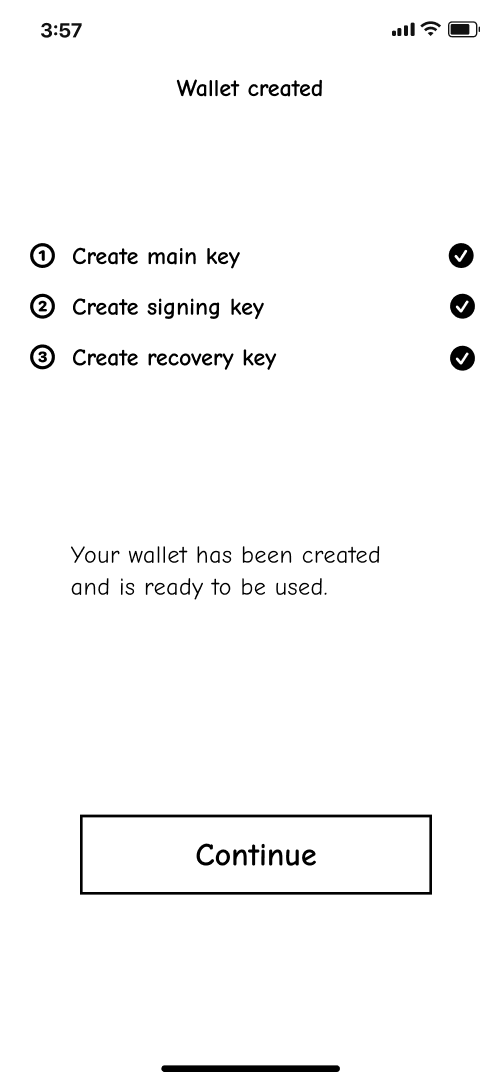 3:57
Wallet created
1 Create main key
2 Create signing key
3 Create recovery key
Your wallet has been created
and is ready to be used.
Continue